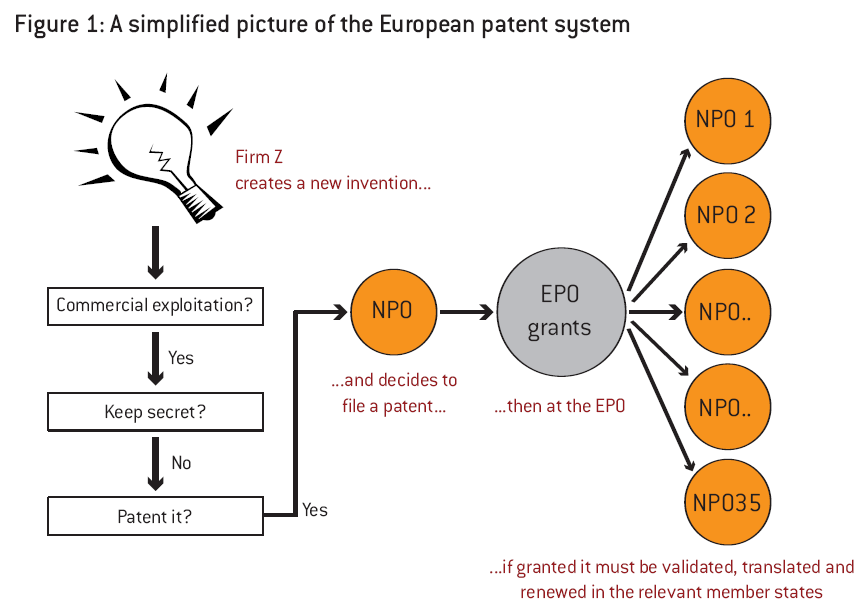 Figure 1: A simplified picture of the European patent system
Firm Z
creates a new invention...
Commercial exploitation?
Yes
Keep secret?
No
Patent it?
Yes
NPO
...and decides to
file a patent...
EPO
grants
...then at the EPO
NPO 1
NPO 2
NPO..
NPO..
NPO35
...if granted it must be validated, translated and
renewed in the relevant member states